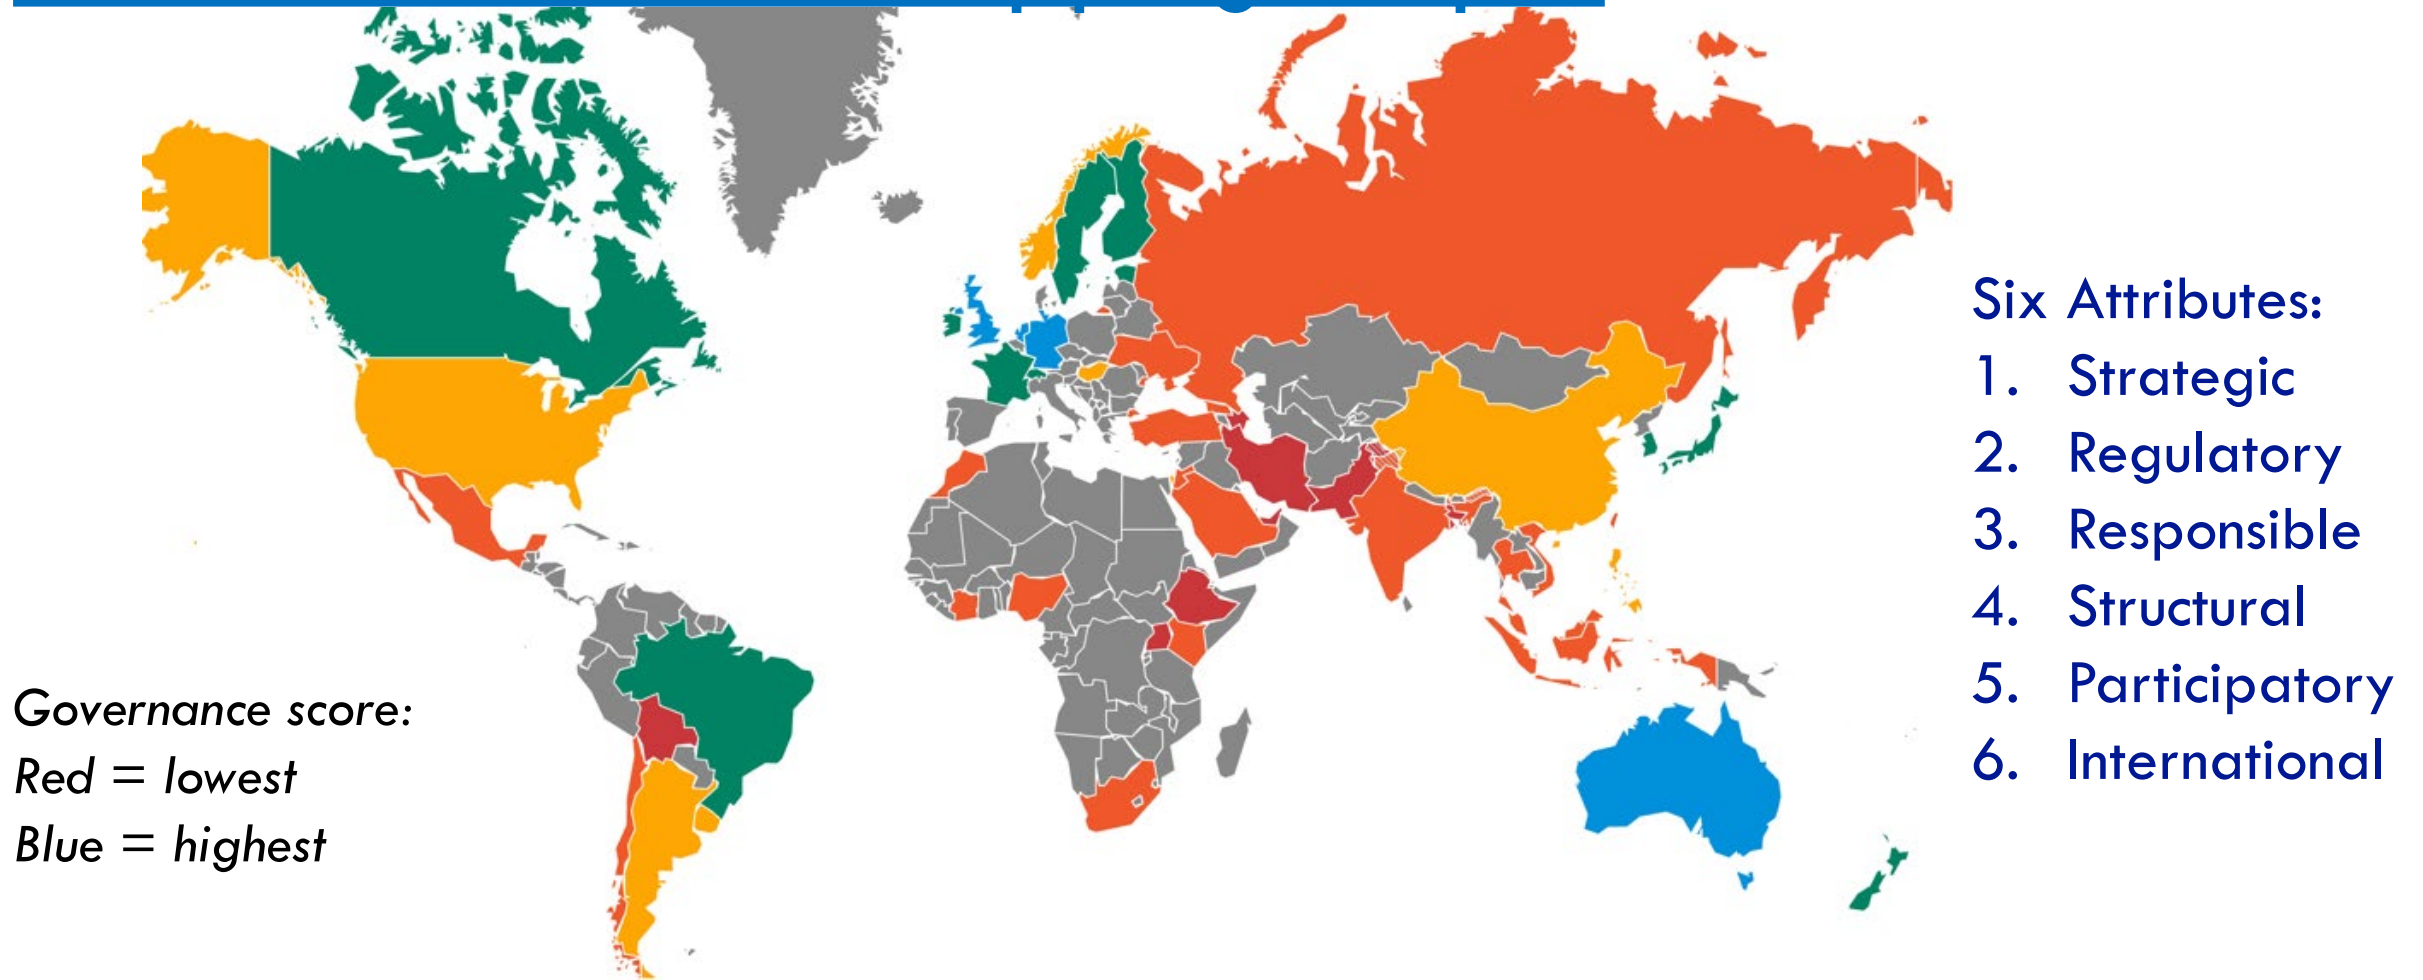 Six Attributes:
1. Strategic
2. Regulatory
3. Responsible
4. Structural
5. Participatory
6. International
Governance score:
Red = lowest
Blue = highest